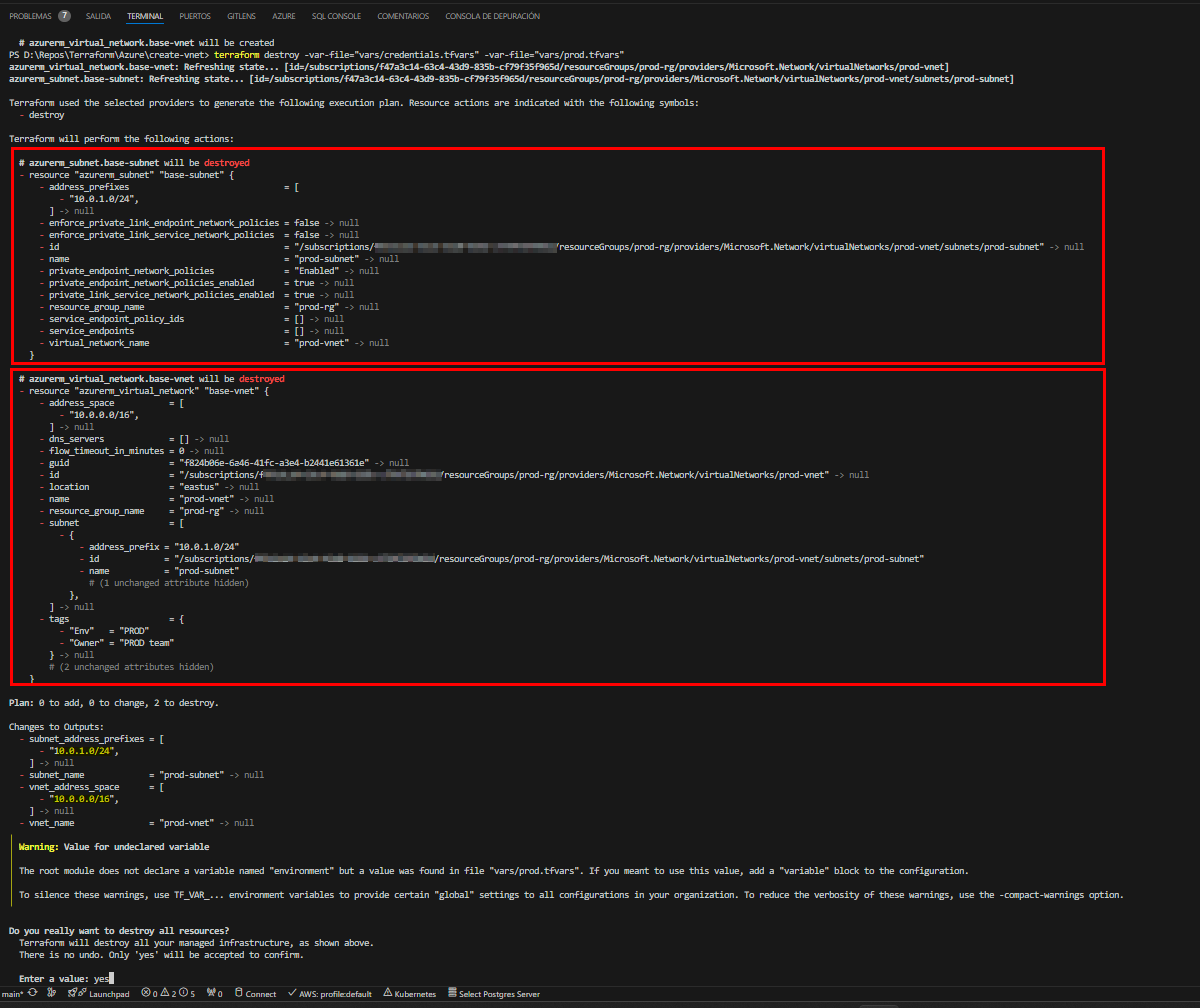 PROBLEMAS 7 SALIDA TERMINAL PUERTOS GITLENS AZURE SQL CONSOLE COMENTARIOS CONSOLA DE DEPURACIÓN
# azurerm_virtual_network.base-vnet will be created
PS D:\Repos\Terraform\Azure\create-vnet> terraform destroy -var-file="vars/credentials.tfvars" -var-file="vars/prod.tfvars"
azurerm_virtual_network.base-vnet: Refreshing state... [id=/subscriptions/f47a3c14-63c4-43d9-835b-cf79f35f965d/resourceGroups/prod-rg/providers/Microsoft.Network/virtualNetworks/prod-vnet]
azurerm_subnet.base-subnet: Refreshing state... [id=/subscriptions/f47a3c14-63c4-43d9-835b-cf79f35f965d/resourceGroups/prod-rg/providers/Microsoft.Network/virtualNetworks/prod-vnet/subnets/prod-subnet]
Terraform used the selected providers to generate the following execution plan. Resource actions are indicated with the following symbols:
- destroy
Terraform will perform the following actions:
# azurerm_subnet.base-subnet will be destroyed
- resource "azurerm_subnet" "base-subnet" {
- address_prefixes = [
- "10.0.1.0/24",
] -> null
- enforce_private_link_endpoint_network_policies = false -> null
- enforce_private_link_service_network_policies = false -> null
- id = "/subscriptions/ /resourceGroups/prod-rg/providers/Microsoft.Network/virtualNetworks/prod-vnet/subnets/prod-subnet" -> null
- name = "prod-subnet" -> null
- private_endpoint_network_policies = "Enabled" -> null
- private_endpoint_network_policies_enabled = true -> null
- private_link_service_network_policies_enabled = true -> null
- resource_group_name = "prod-rg" -> null
- service_endpoint_policy_ids = [] -> null
- service_endpoints = [] -> null
- virtual_network_name = "prod-vnet" -> null
}
# azurerm_virtual_network.base-vnet will be destroyed
- resource "azurerm_virtual_network" "base-vnet" {
- address_space = [
- "10.0.0.0/16",
] -> null
- dns_servers = [] -> null
- flow_timeout_in_minutes = 0 -> null
- guid = "f824b06e-6a46-41fc-a3e4-b2441e61361e" -> null
- id = "/subscriptions/f /resourceGroups/prod-rg/providers/Microsoft.Network/virtualNetworks/prod-vnet" -> null
- location = "eastus" -> null
- name = "prod-vnet" -> null
- resource_group_name = "prod-rg" -> null
- subnet = [
- {
- address_prefix = "10.0.1.0/24"
- id = "/subscriptions/ /resourceGroups/prod-rg/providers/Microsoft.Network/virtualNetworks/prod-vnet/subnets/prod-subnet"
- name = "prod-subnet"
# (1 unchanged attribute hidden)
},
] -> null
- tags = {
- "Env" = "PROD"
- "Owner" = "PROD team"
} -> null
# (2 unchanged attributes hidden)
}
Plan: 0 to add, 0 to change, 2 to destroy.
Changes to Outputs:
- subnet_address_prefixes = [
- "10.0.1.0/24",
] -> null
- subnet_name = "prod-subnet" -> null
- vnet_address_space = [
- "10.0.0.0/16",
] -> null
- vnet_name = "prod-vnet" -> null
Warning: Value for undeclared variable
The root module does not declare a variable named "environment" but a value was found in file "vars/prod.tfvars". If you meant to use this value, add a "variable" block to the configuration.
To silence these warnings, use TF_VAR_... environment variables to provide certain "global" settings to all configurations in your organization. To reduce the verbosity of these warnings, use the -compact-warnings option.
Do you really want to destroy all resources?
Terraform will destroy all your managed infrastructure, as shown above.
There is no undo. Only 'yes' will be accepted to confirm.
Enter a value: yes
main* Launchpad 0 2 5 0 Connect AWS: profile:default Kubernetes Select Postgres Server